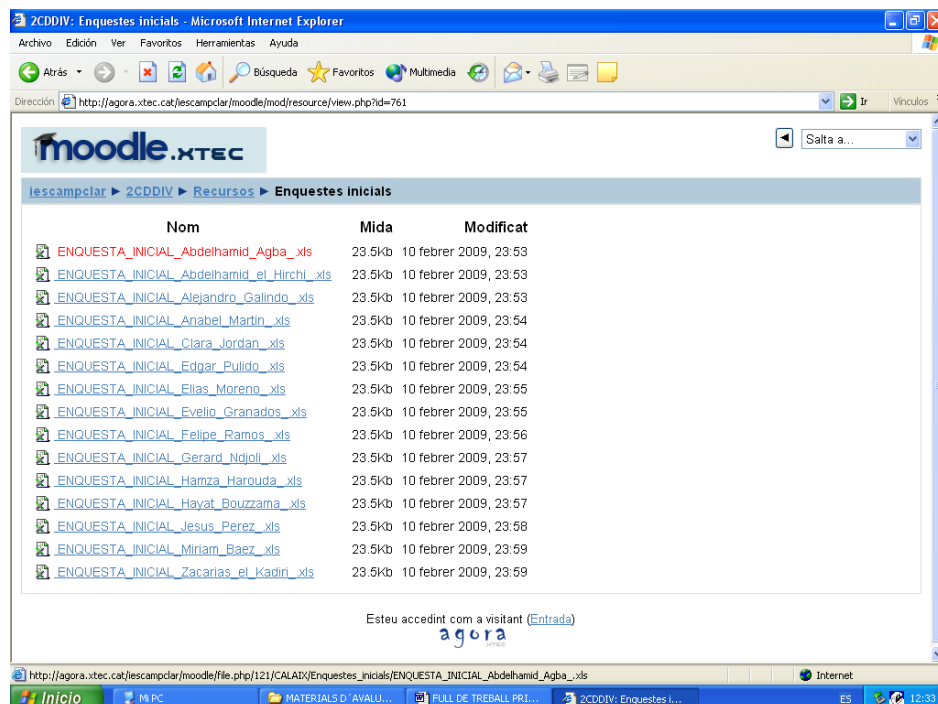 2CDDIV: Enquestes inicials - Microsoft Internet Explorer
Archivo Edición Ver Favoritos Herramientas Ayuda
Atrás Búsqueda Favoritos Multimedia
Dirección http://agora.xtec.cat/iescampclar/moodle/mod/resource/view.php?id=761 Ir Vínculos
moodle.XTEC Salta a...
iescampclar ► 2CDDIV ► Recursos ► Enquestes inicials
Nom Mida Modificat
ENQUESTA_INICIAL_Abdelhamid_Agba_.xls 23.5Kb 10 febrer 2009, 23:53
ENQUESTA_INICIAL_Abdelhamid_el_Hirchi_.xls 23.5Kb 10 febrer 2009, 23:53
ENQUESTA_INICIAL_Alejandro_Galindo_.xls 23.5Kb 10 febrer 2009, 23:53
ENQUESTA_INICIAL_Anabel_Martin_.xls 23.5Kb 10 febrer 2009, 23:54
ENQUESTA_INICIAL_Clara_Jordan_.xls 23.5Kb 10 febrer 2009, 23:54
ENQUESTA_INICIAL_Edgar_Pulido_.xls 23.5Kb 10 febrer 2009, 23:54
ENQUESTA_INICIAL_Elias_Moreno_.xls 23.5Kb 10 febrer 2009, 23:55
ENQUESTA_INICIAL_Evelio_Granados_.xls 23.5Kb 10 febrer 2009, 23:55
ENQUESTA_INICIAL_Felipe_Ramos_.xls 23.5Kb 10 febrer 2009, 23:56
ENQUESTA_INICIAL_Gerard_Ndjoli_.xls 23.5Kb 10 febrer 2009, 23:57
ENQUESTA_INICIAL_Hamza_Harouda_.xls 23.5Kb 10 febrer 2009, 23:57
ENQUESTA_INICIAL_Hayat_Bouzzama_.xls 23.5Kb 10 febrer 2009, 23:57
ENQUESTA_INICIAL_Jesus_Perez_.xls 23.5Kb 10 febrer 2009, 23:58
ENQUESTA_INICIAL_Miriam_Baez_.xls 23.5Kb 10 febrer 2009, 23:59
ENQUESTA_INICIAL_Zacarias_el_Kadiri_.xls 23.5Kb 10 febrer 2009, 23:59
Esteu accedint com a visitant (Entrada)
agora
XTEC
http://agora.xtec.cat/iescampclar/moodle/file.php/121/CALAIX/Enquestes_inicials/ENQUESTA_INICIAL_Abdelhamid_Agba_.xls Internet
Inicio Mi PC MATERIALS D´AVALU... FULL DE TREBALL PRI... 2CDDIV: Enquestes i... ES 12:33